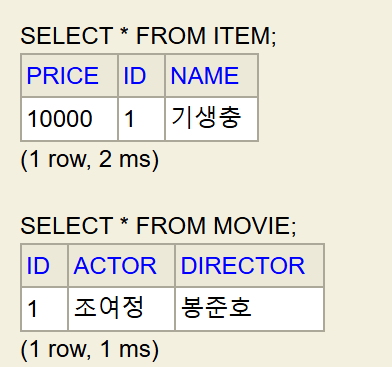 SELECT * FROM ITEM;
PRICE ID NAME
10000 1 기생충
(1 row, 2 ms)
SELECT * FROM MOVIE;
ID ACTOR DIRECTOR
1 조여정 봉준호
(1 row, 1 ms)